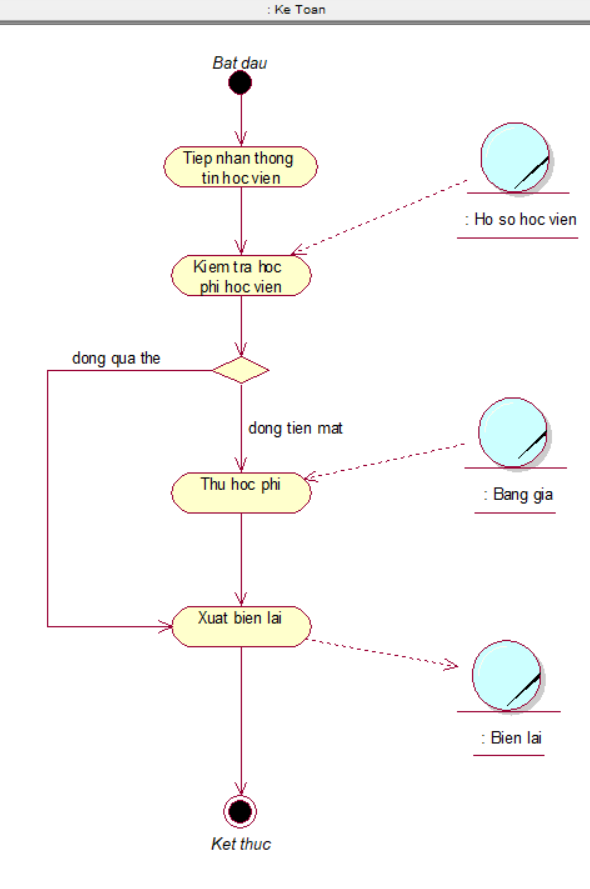 : Ke Toan
Bat dau
Tiep nhan thong
tin hoc vien
: Ho so hoc vien
Kiem tra hoc
phi hoc vien
dong qua the
dong tien mat
Thu hoc phi
: Bang gia
Xuat bien lai
: Bien lai
Ket thuc